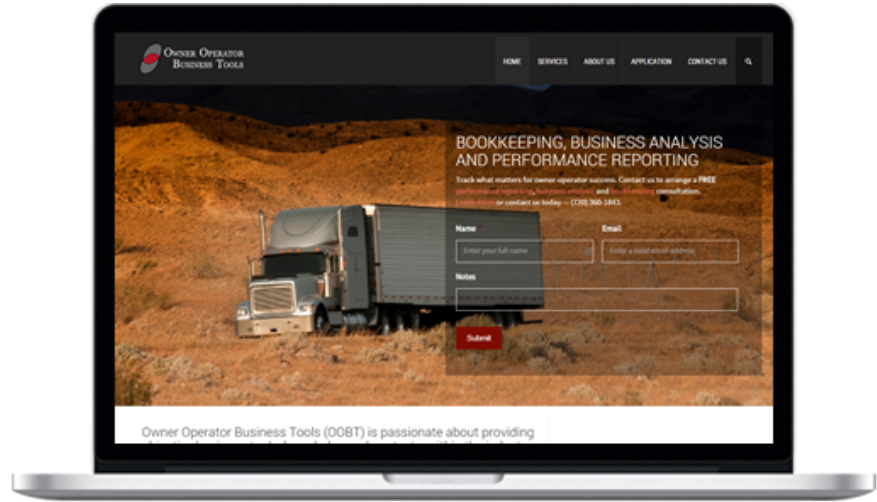 OWNER OPERATOR
BUSINESS TOOLS
HOME SERVICES ABOUT US APPLICATION CONTACT US
BOOKKEEPING, BUSINESS ANALYSIS
AND PERFORMANCE REPORTING
Track what matters for owner-operator success. Contact us to arrange a FREE
performance reporting, business analysis and bookkeeping consultation.
or contact us today – (720) 360-1843.
Name Email
Enter your full name Enter a valid email address
Notes
Submit
Owner Operator Business Tools (OOBT) is passionate about providing